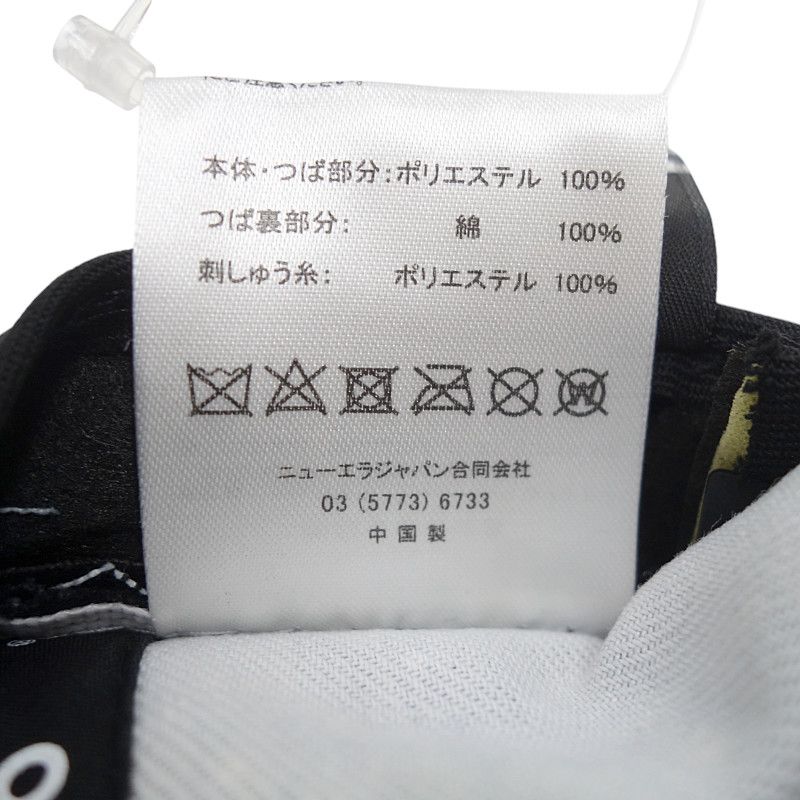 本体・つば部分:ポリエステル 100%
つば裏部分: 綿 100%
刺しゅう糸: ポリエステル 100%
W
ニューエラジャパン合同会社
03 (5773) 6733
中国製